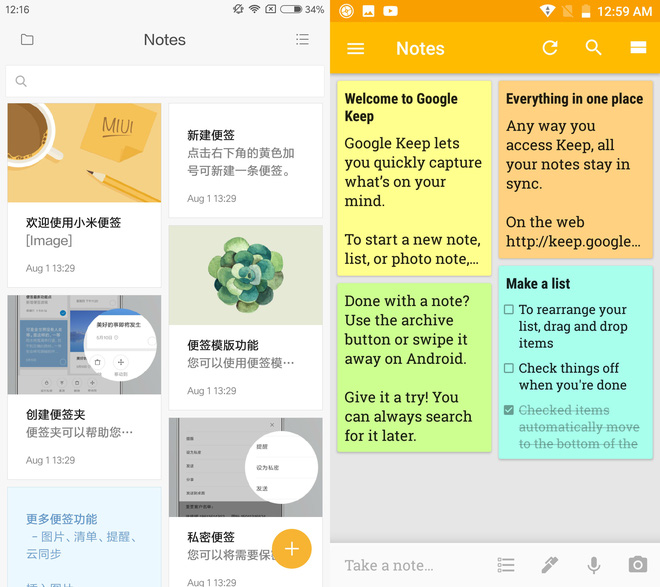 12:16
34%
Notes
MIUI
欢迎使用小米便签
[Image]
Aug 1 13:29
美好的事即将发生
创建便签夹
便签夹可以帮助您⋯
Aug 1 13:29
更多便签功能
– 图片、清单、提醒、
云同步
新建便签
点击右下角的黄色加
号可新建一条便签。
Aug 1 13:29
便签模版功能
您可以使用便签模⋯
Aug 1 13:29
提醒
设为私密
发送
私密便签
您可以将需要保
Aug 1 13:29
12:59 AM
Notes
Welcome to Google
Keep
Google Keep lets
you quickly capture
what's on your
mind.
To start a new note,
list, or photo note,...
Done with a note?
Use the archive
button or swipe it
away on Android.
Give it a try! You
can always search
for it later.
Everything in one place
Any way you
access Keep, all
your notes stay in
sync.
On the web
http://keep.google...
Make a list
To rearrange your
list, drag and drop
items
Check things off
when you're done
Checked items
automatically move
to the bottom of the
Take a note...